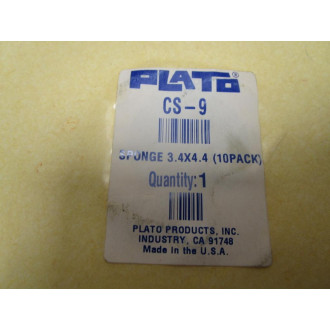 PLATO®
CS-9
SPONGE 3.4X4.4 (10PACK)
Quantity: 1
PLATO PRODUCTS, INC.
INDUSTRY, CA 91748
Made in the U.S.A.